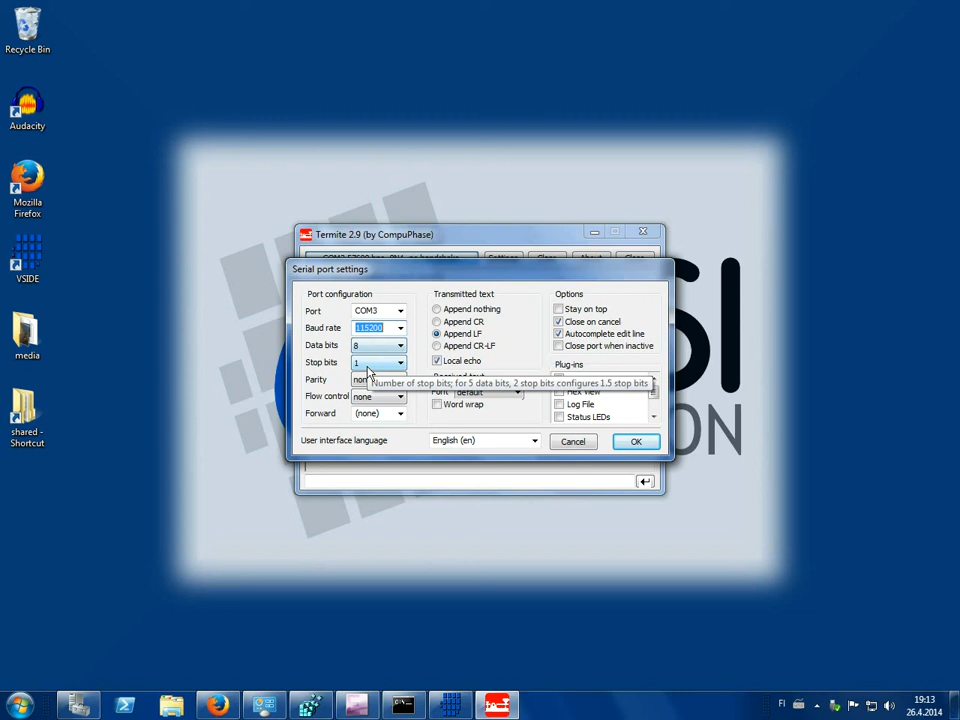 Recycle Bin
Audacity
Mozilla
Firefox
VSIDE
media
shared -
Shortcut
SI
ON
Termite 2.9 (by CompuPhase)
Serial port settings
Port configuration
Port
COM3
Baud rate
115200
Data bits
8
Stop bits
1
Parity
Flow control
none
Forward
(none)
Transmitted text
Append nothing
Append CR
Append LF
Append CR-LF
Local echo
default
Word wrap
Options
Stay on top
Close on cancel
Autocomplete edit line
Close port when inactive
Plug-ins
Log File
Status LEDs
Number of stop bits; for 5 data bits, 2 stop bits configures 1.5 stop bits
User interface language
English (en)
Cancel
OK
FI
19:13
26.4.2014